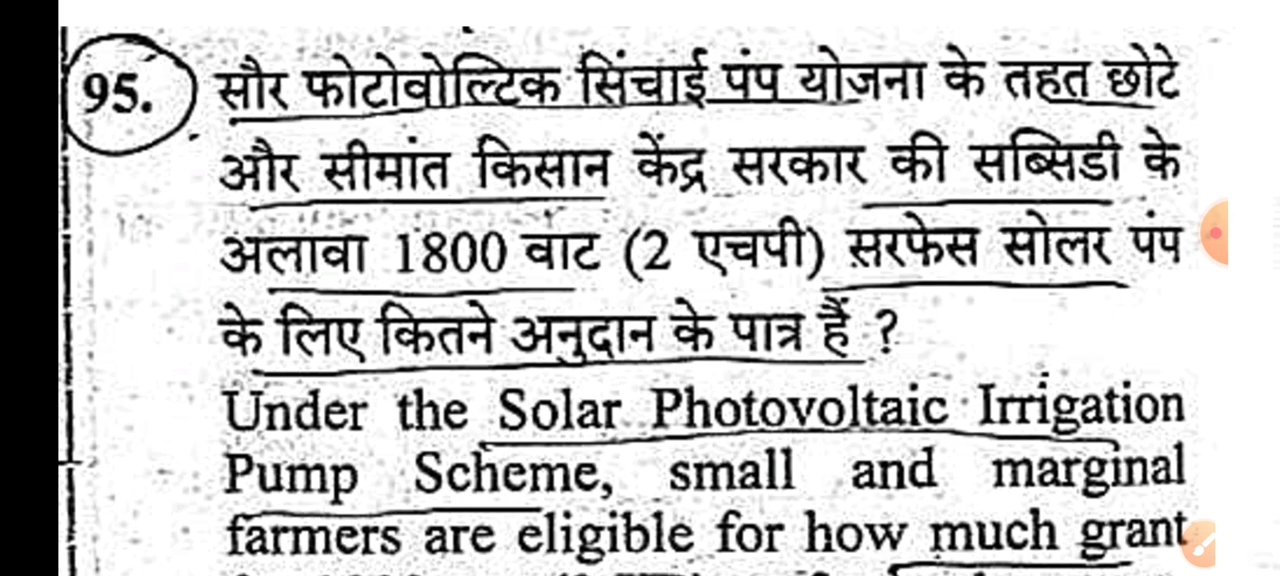 95. सौर फोटोवोल्टिक सिंचाई पंप योजना के तहत छोटे
और सीमांत किसान केंद्र सरकार की सब्सिडी के
अलावा 1800 वाट (2 एचपी) सरफेस सोलर पंप
के लिए कितने अनुदान के पात्र हैं ?
Under the Solar Photovoltaic Irrigation
Pump Scheme, small and marginal
farmers are eligible for how much grant